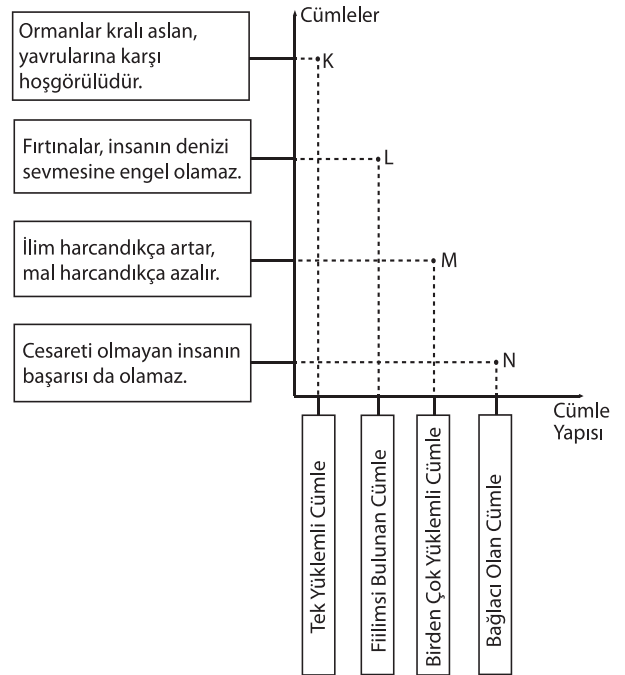 Cümleler
Ormanlar kralı aslan,
yavrularına karşı
hoşgörülüdür.
K
Fırtınalar, insanın denizi
sevmesine engel olamaz.
L
İlim harcandıkça artar,
mal harcandıkça azalır.
M
Cesareti olmayan insanın
başarısı da olamaz.
N
Cümle
Yapısı
Tek Yüklemli Cümle
Fiilimsi Bulunan Cümle
Birden Çok Yüklemli Cümle
Bağlacı Olan Cümle